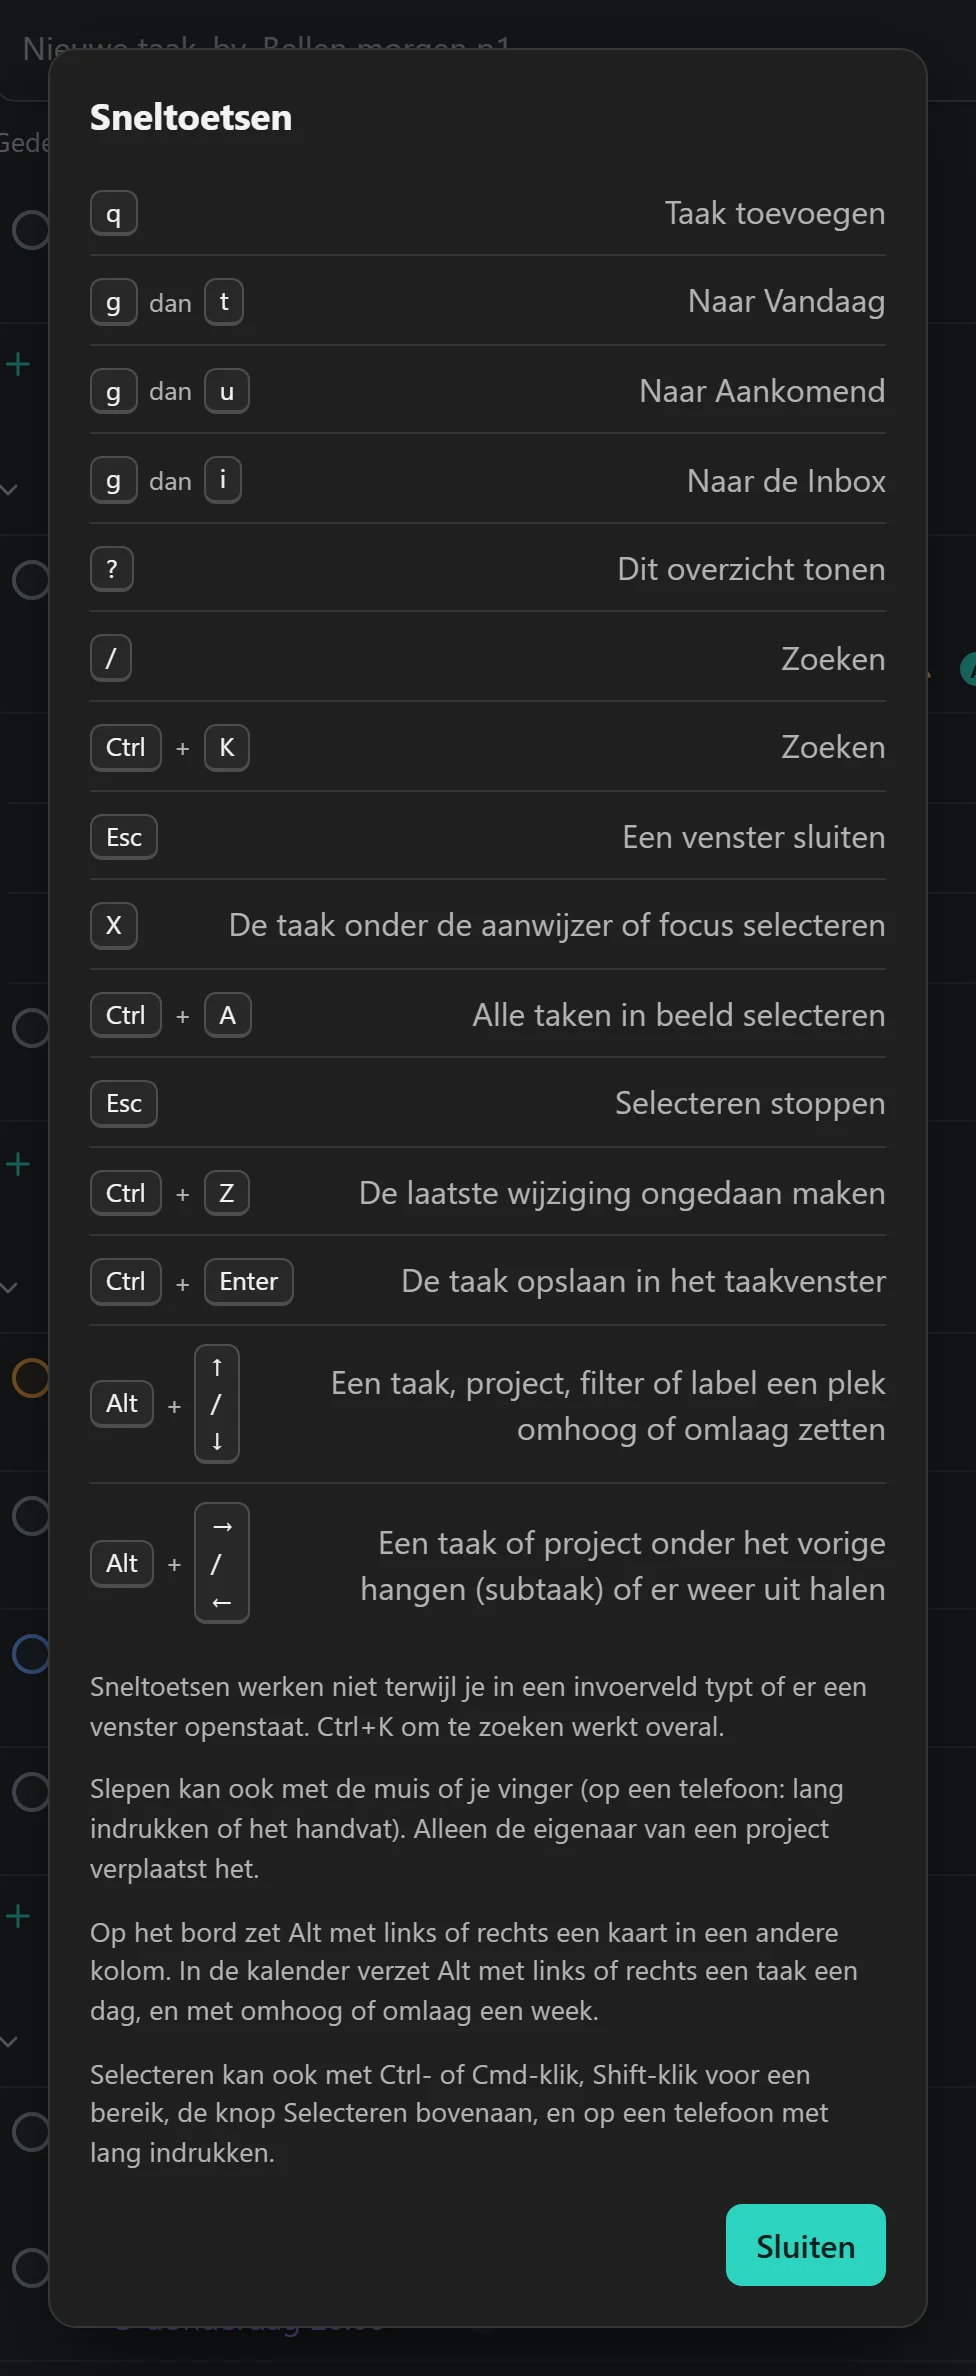 Sneltoetsen
q Taak toevoegen
g dan t Naar Vandaag
g dan u Naar Aankomend
g dan i Naar de Inbox
? Dit overzicht tonen
/ Zoeken
Ctrl + K Zoeken
Esc Een venster sluiten
X De taak onder de aanwijzer of focus selecteren
Ctrl + A Alle taken in beeld selecteren
Esc Selecteren stoppen
Ctrl + Z De laatste wijziging ongedaan maken
Ctrl + Enter De taak opslaan in het taakvenster
Alt + ↑ / ↓ Een taak, project, filter of label een plek
omhoog of omlaag zetten
Alt + → / ← Een taak of project onder het vorige
hangen (subtaak) of er weer uit halen
Sneltoetsen werken niet terwijl je in een invoerveld typt of er een
venster openstaat. Ctrl+K om te zoeken werkt overal.
Slepen kan ook met de muis of je vinger (op een telefoon: lang
indrukken of het handvat). Alleen de eigenaar van een project
verplaatst het.
Op het bord zet Alt met links of rechts een kaart in een andere
kolom. In de kalender verzet Alt met links of rechts een taak een
dag, en met omhoog of omlaag een week.
Selecteren kan ook met Ctrl- of Cmd-klik, Shift-klik voor een
bereik, de knop Selecteren bovenaan, en op een telefoon met
lang indrukken.
Sluiten